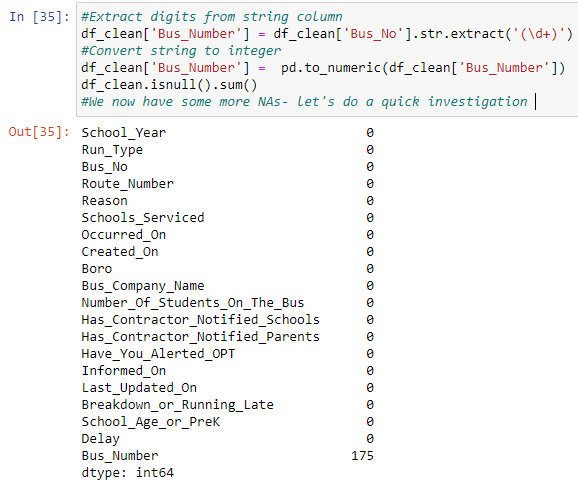 In [35]: #Extract digits from string column
df_clean['Bus_Number'] = df_clean['Bus_No'].str.extract('(\d+)')
#Convert string to integer
df_clean['Bus_Number'] =  pd.to_numeric(df_clean['Bus_Number'])
df_clean.isnull().sum()
#We now have some more NAs- let's do a quick investigation
Out[35]: School_Year 0
Run_Type 0
Bus_No 0
Route_Number 0
Reason 0
Schools_Serviced 0
Occurred_On 0
Created_On 0
Boro 0
Bus_Company_Name 0
Number_Of_Students_On_The_Bus 0
Has_Contractor_Notified_Schools 0
Has_Contractor_Notified_Parents 0
Have_You_Alerted_OPT 0
Informed_On 0
Last_Updated_On 0
Breakdown_or_Running_Late 0
School_Age_or_PreK 0
Delay 0
Bus_Number 175
dtype: int64